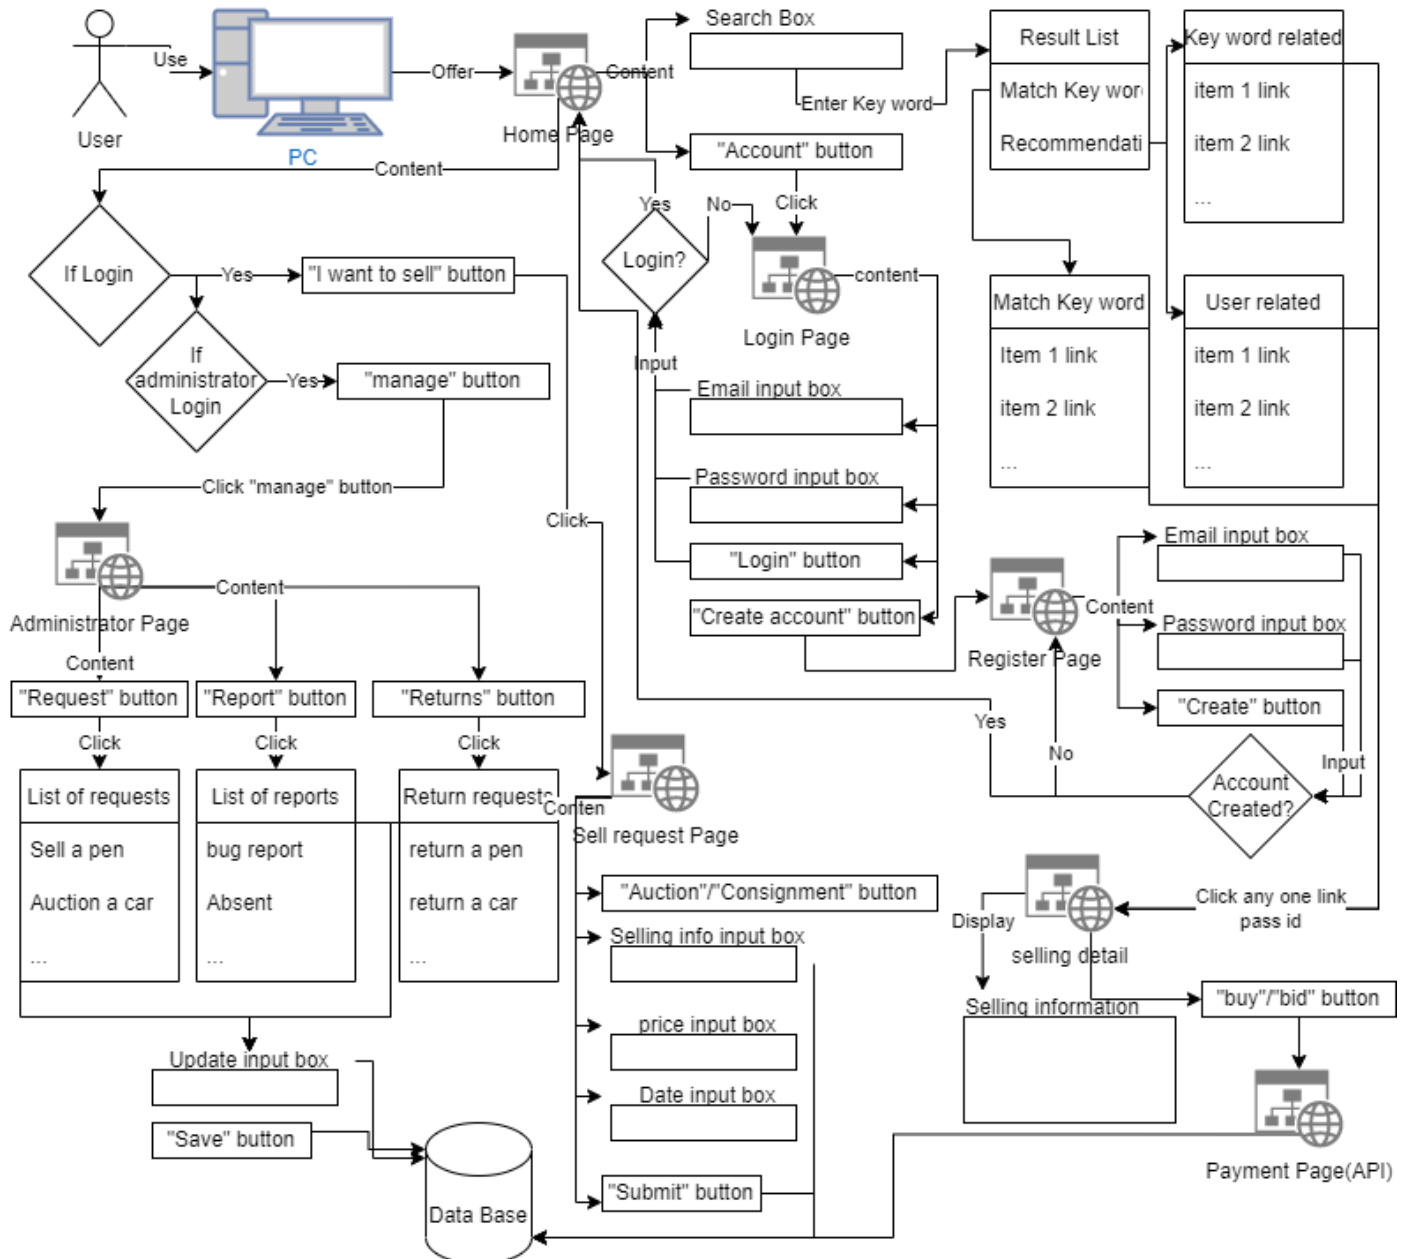 Search Box
Result List
Key word related
Use
Offer
Content
Match Key wor
item 1 link
Enter Key word
User
PC
Home Page
"Account" button
Recommendati
item 2 link
...
Content
Yes
No
Click
If Login
Yes
"I want to sell" button
Login?
content
Login Page
Match Key word
User related
If
administrator
Login
Yes
"manage" button
Input
Item 1 link
item 1 link
Email input box
item 2 link
item 2 link
...
...
Click "manage" button
Password input box
Click
Email input box
"Login" button
Content
Administrator Page
Content
"Create account" button
Content
Register Page
Password input box
"Request" button
"Report" button
"Returns" button
"Create" button
Yes
No
Input
Click
Click
Click
Account
Created?
List of requests
List of reports
Return requests
Conten
Sell request Page
Sell a pen
bug report
return a pen
Auction a car
Absent
return a car
...
...
...
"Auction"/"Consignment" button
Selling info input box
Display
Click any one link
pass id
selling detail
Selling information
"buy"/"bid" button
price input box
Update input box
Date input box
"Save" button
"Submit" button
Payment Page(API)
Data Base